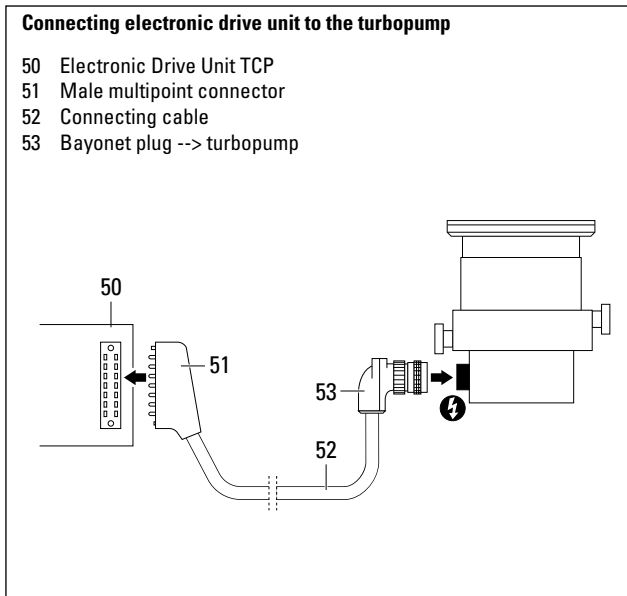 Connecting electronic drive unit to the turbopump
50 Electronic Drive Unit TCP
51 Male multipoint connector
52 Connecting cable
53 Bayonet plug --> turbopump
50
51
53
52